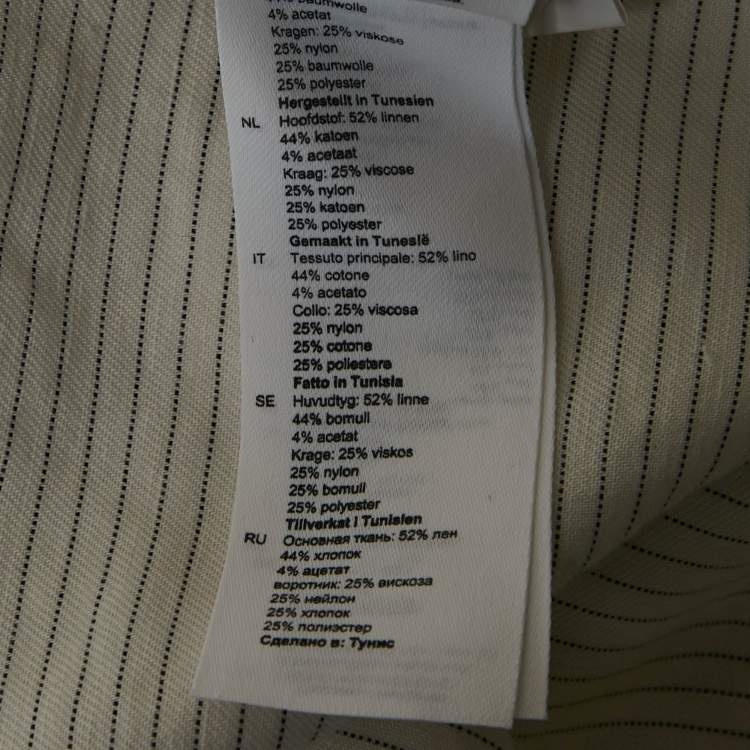 baumwolle
4% acetat
Kragen: 25% viskose
25% nylon
25% baumwolle
25% polyester
Hergestellt in Tunesien
NL Hoofdstof: 52% linnen
44% katoen
4% acetaat
Kraag: 25% viscose
25% nylon
25% katoen
25% polyester
Gemaakt in Tunesië
IT Tessuto principale: 52% lino
44% cotone
4% acetato
Collo: 25% viscosa
25% nylon
25% cotone
25% poliestere
Fatto in Tunisia
SE Huvudtyg: 52% linne
44% bomull
4% acetat
Krage: 25% viskos
25% nylon
25% bomull
25% polyester
Tillverkat i Tunisien
RU Основная ткань: 52% лен
44% хлопок
4% ацетат
воротник: 25% вискоза
25% нейлон
25% хлопок
25% полиэстер
Сделано в: Тунис